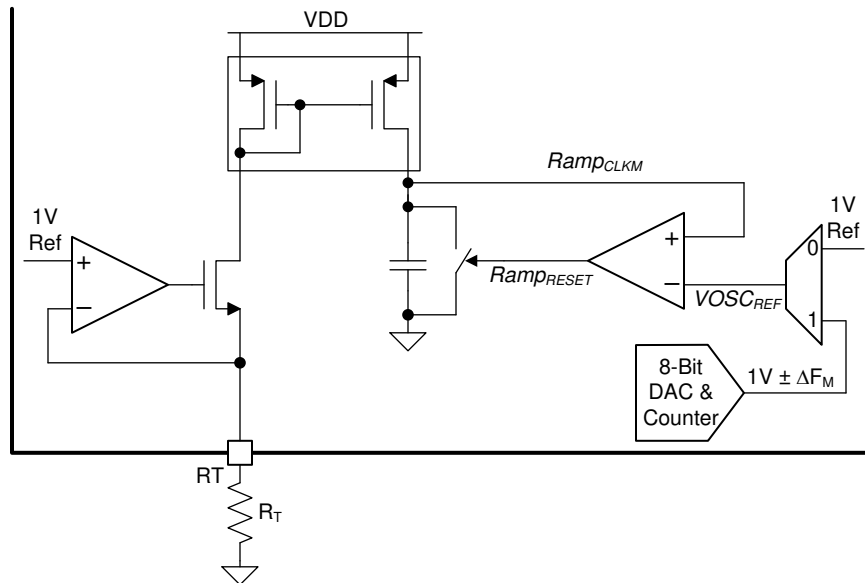 VDD
Ramp_CLKM
1V
Ref
+
−
Ramp_RESET
+
−
VOSC_REF
0
1
1V
Ref
8-Bit
DAC &
Counter
1V ± ΔF_M
RT
R_T